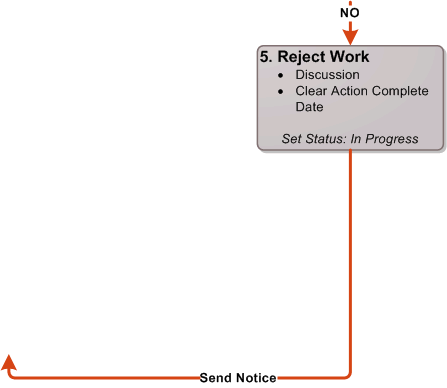 NO
5. Reject Work
• Discussion
• Clear Action Complete
Date
Set Status: In Progress
Send Notice